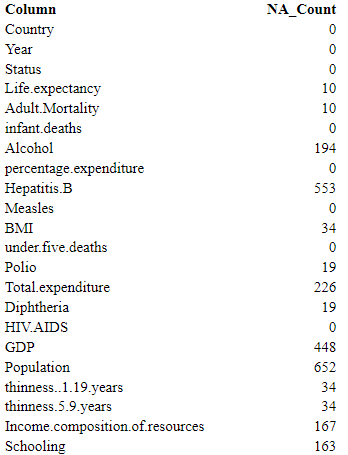 Column NA_Count
Country 0
Year 0
Status 0
Life.expectancy 10
Adult.Mortality 10
infant.deaths 0
Alcohol 194
percentage.expenditure 0
Hepatitis.B 553
Measles 0
BMI 34
under.five.deaths 0
Polio 19
Total.expenditure 226
Diphtheria 19
HIV.AIDS 0
GDP 448
Population 652
thinness..1.19.years 34
thinness.5.9.years 34
Income.composition.of.resources 167
Schooling 163